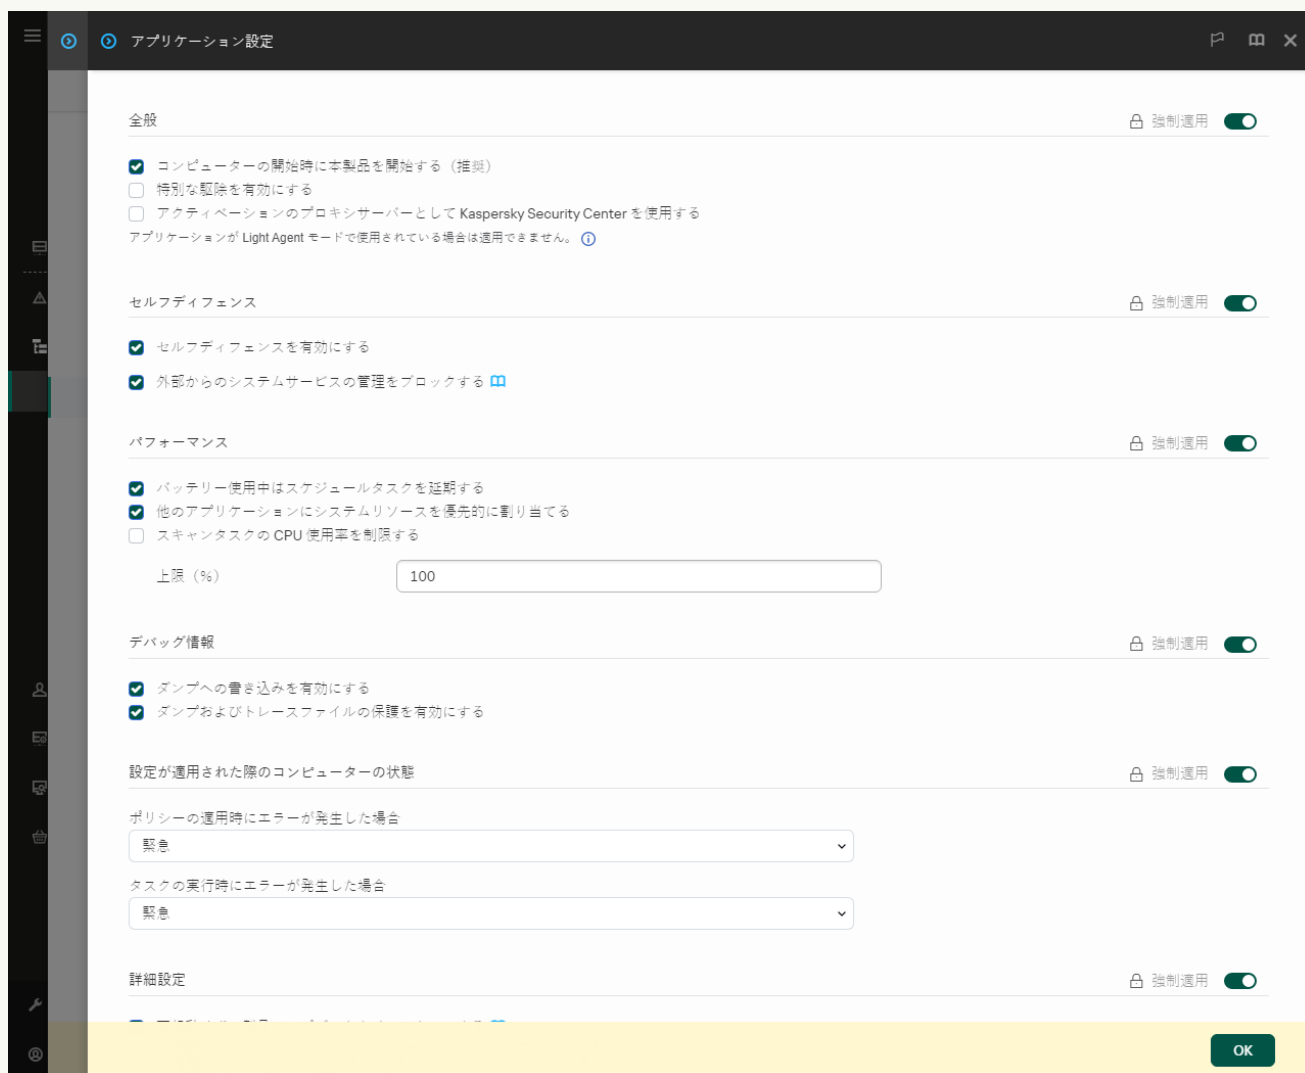 アプリケーション設定
全般
強制適用
コンピューターの開始時に本製品を開始する（推奨）
特別な駆除を有効にする
アクティベーションのプロキシサーバーとして Kaspersky Security Center を使用する
アプリケーションが Light Agent モードで使用されている場合は適用できません。
セルフディフェンス
強制適用
セルフディフェンスを有効にする
外部からのシステムサービスの管理をブロックする
パフォーマンス
強制適用
バッテリー使用中はスケジュールタスクを延期する
他のアプリケーションにシステムリソースを優先的に割り当てる
スキャンタスクの CPU 使用率を制限する
上限（%）
100
デバッグ情報
強制適用
ダンプへの書き込みを有効にする
ダンプおよびトレースファイルの保護を有効にする
設定が適用された際のコンピューターの状態
強制適用
ポリシーの適用時にエラーが発生した場合
緊急
タスクの実行時にエラーが発生した場合
緊急
詳細設定
強制適用
OK